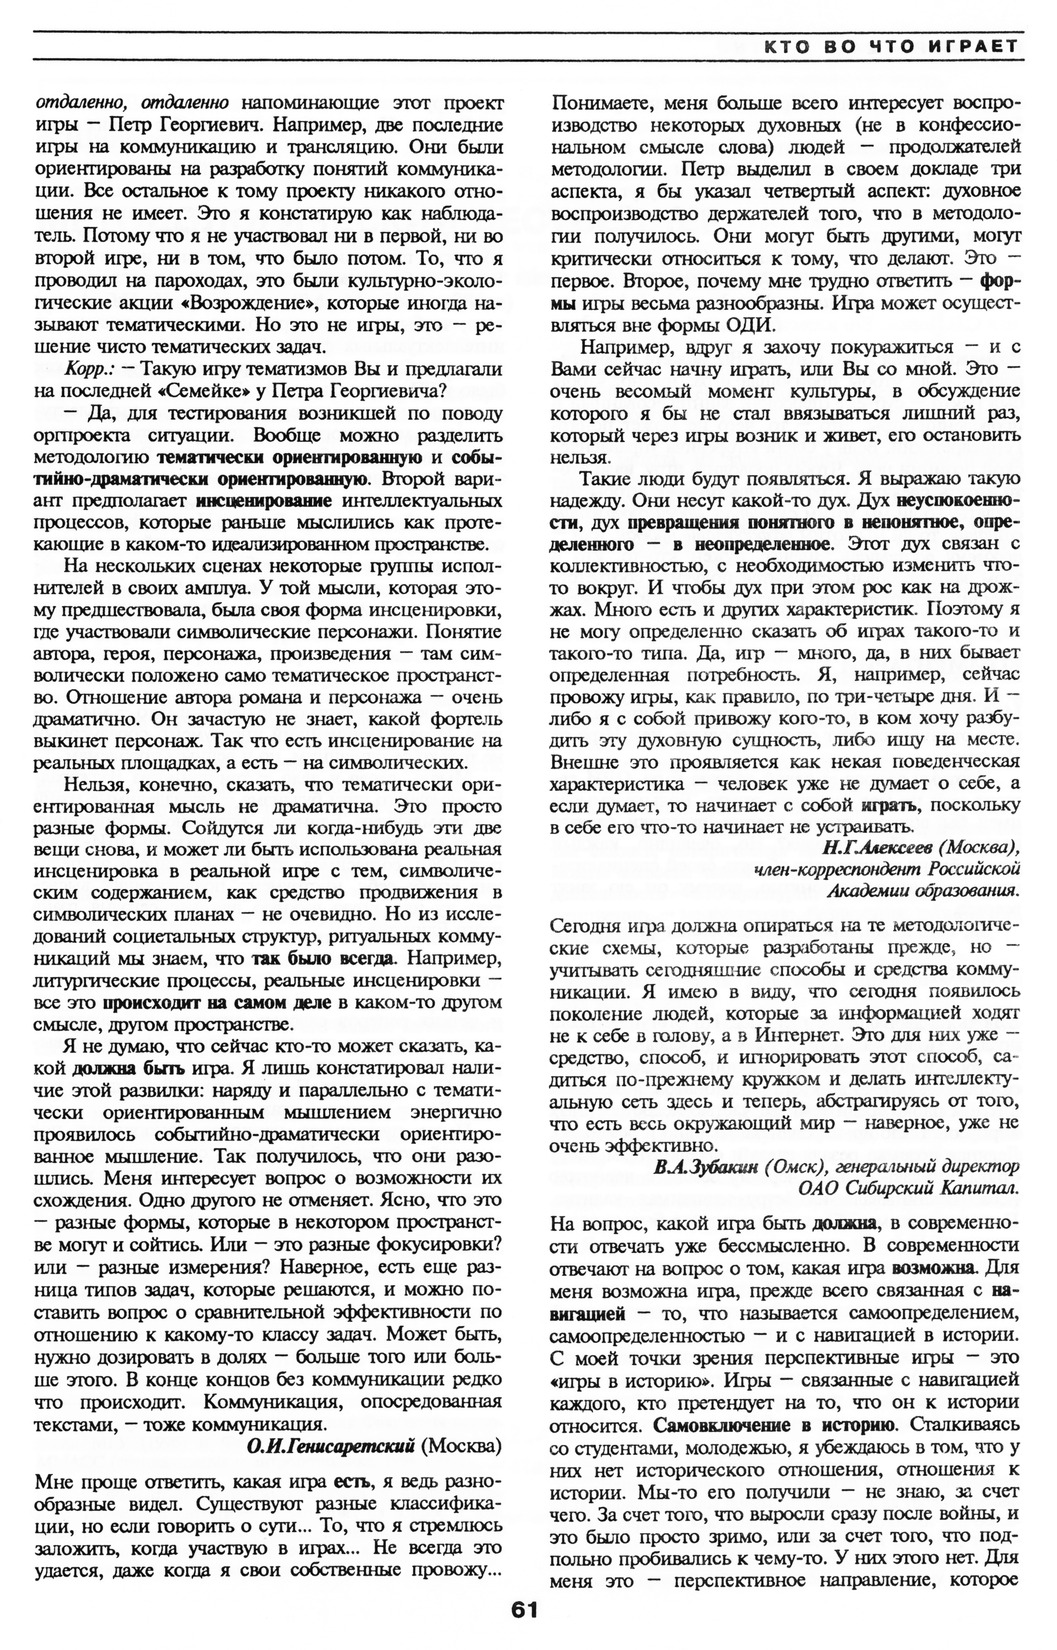 КТО ВО ЧТО ИГРАЕТ
отдаленно, отдаленно напоминающие этот проект
игры — Петр Георгиевич. Например, две последние
игры на коммуникацию и трансляцию. Они были
ориентированы на разработку понятий коммуника-
ции. Все остальное к тому проекту никакого отно-
шения не имеет. Это я констатирую как наблюда-
тель. Потому что я не участвовал ни в первой, ни во
второй игре, ни в том, что было потом. То, что я
проводил на пароходах, это были культурно-эколо-
гические акции «Возрождение», которые иногда на-
зывают тематическими. Но это не игры, это — ре-
шение чисто тематических задач.
Корр.: — Такую игру тематизмов Вы и предлагали
на последней «Семейке» у Петра Георгиевича?
— Да, для тестирования возникшей по поводу
оргпроекта ситуации. Вообще можно разделить
методологию тематически ориентированную и собы-
тийно-драматически ориентированную. Второй вари-
ант предполагает инсценирование интеллектуальных
процессов, которые раньше мыслились как проте-
кающие в каком-то идеализированном пространстве.
На нескольких сценах некоторые группы испол-
нителей в своих амплуа. У той мысли, которая это-
му предшествовала, была своя форма инсценировки,
где участвовали символические персонажи. Понятие
автора, героя, персонажа, произведения — там сим-
волически положено само тематическое пространст-
во. Отношение автора романа и персонажа — очень
драматично. Он зачастую не знает, какой фортель
выкинет персонаж. Так что есть инсценирование на
реальных площадках, а есть — на символических.
Нельзя, конечно, сказать, что тематически ори-
ентированная мысль не драматична. Это просто
разные формы. Сойдутся ли когда-нибудь эти две
вещи снова, и может ли быть использована реальная
инсценировка в реальной игре с тем, символиче-
ским содержанием, как средство продвижения в
символических планах — не очевидно. Но из иссле-
дований социетальных структур, ритуальных комму-
никаций мы знаем, что так было всегда. Например,
литургические процессы, реальные инсценировки —
все это происходит на самом деле в каком-то другом
смысле, другом пространстве.
Я не думаю, что сейчас кто-то может сказать, ка-
кой должна быть игра. Я лишь констатировал нали-
чие этой развилки: наряду и параллельно с темати-
чески ориентированным мышлением энергично
проявилось событийно-драматически ориентиро-
ванное мышление. Так получилось, что они разо-
шлись. Меня интересует вопрос о возможности их
схождения. Одно другого не отменяет. Ясно, что это
— разные формы, которые в некотором пространст-
ве могут и сойтись. Или — это разные фокусировки?
или — разные измерения? Наверное, есть еще раз-
ница типов задач, которые решаются, и можно по-
ставить вопрос о сравнительной эффективности по
отношению к какому-то классу задач. Может быть,
нужно дозировать в долях — больше того или боль-
ше этого. В конце концов без коммуникации редко
что происходит. Коммуникация, опосредованная
текстами, — тоже коммуникация.
О.И.Генисаретский (Москва)
Мне проще ответить, какая игра есть, я ведь разно-
образные видел. Существуют разные классифика-
ции, но если говорить о сути... То, что я стремлюсь
заложить, когда участвую в играх... Не всегда это
удается, даже когда я свои собственные провожу...
Понимаете, меня больше всего интересует воспро-
изводство некоторых духовных (не в конфессио-
нальном смысле слова) людей — продолжателей
методологии. Петр выделил в своем докладе три
аспекта, я бы указал четвертый аспект: духовное
воспроизводство держателей того, что в методоло-
гии получилось. Они могут быть другими, могут
критически относиться к тому, что делают. Это —
первое. Второе, почему мне трудно ответить — фор-
мы игры весьма разнообразны. Игра может осущест-
вляться вне формы ОДИ.
Например, вдруг я захочу покуражиться — и с
Вами сейчас начну играть, или Вы со мной. Это —
очень весомый момент культуры, в обсуждение
которого я бы не стал ввязываться лишний раз,
который через игры возник и живет, его остановить
нельзя.
Такие люди будут появляться. Я выражаю такую
надежду. Они несут какой-то дух. Дух неуспокоенно-
сти, дух превращения понятного в непонятное, опре-
деленного — в неопределенное. Этот дух связан с
коллективностью, с необходимостью изменить что-
то вокруг. И чтобы дух при этом рос как на дрож-
жах. Много есть и других характеристик. Поэтому я
не могу определенно сказать об играх такого-то и
такого-то типа. Да, игр — много, да, в них бывает
определенная потребность. Я, например, сейчас
провожу игры, как правило, по три-четыре дня. И —
либо я с собой привожу кого-то, в ком хочу разбу-
дить эту духовную сущность, либо ищу на месте.
Внешне это проявляется как некая поведенческая
характеристика — человек уже не думает о себе, а
если думает, то начинает с собой играть, поскольку
в себе его что-то начинает не устраивать.
Н.Г.Алексеев (Москва),
член-корреспондент Российской
Академии образования.
Сегодня игра должна опираться на те методологиче-
ские схемы, которые разработаны прежде, но —
учитывать сегодняшние способы и средства комму-
никации. Я имею в виду, что сегодня появилось
поколение людей, которые за информацией ходят
не к себе в голову, а в Интернет. Это для них уже —
средство, способ, и игнорировать этот способ, са-
диться по-прежнему кружком и делать интеллекту-
альную сеть здесь и теперь, абстрагируясь от того,
что есть весь окружающий мир — наверное, уже не
очень эффективно.
В.А.Зубакин (Омск), генеральный директор
ОАО Сибирский Капитал.
На вопрос, какой игра быть должна, в современно-
сти отвечать уже бессмысленно. В современности
отвечают на вопрос о том, какая игра возможна. Для
меня возможна игра, прежде всего связанная с на-
вигацией — то, что называется самоопределением,
самоопределенностью — и с навигацией в истории.
С моей точки зрения перспективные игры — это
«игры в историю». Игры — связанные с навигацией
каждого, кто претендует на то, что он к истории
относится. Самовключение в историю. Сталкиваясь
со студентами, молодежью, я убеждаюсь в том, что у
них нет исторического отношения, отношения к
истории. Мы-то его получили — не знаю, за счет
чего. За счет того, что выросли сразу после войны, и
это было просто зримо, или за счет того, что под-
польно пробивались к чему-то. У них этого нет. Для
меня это — перспективное направление, которое
61